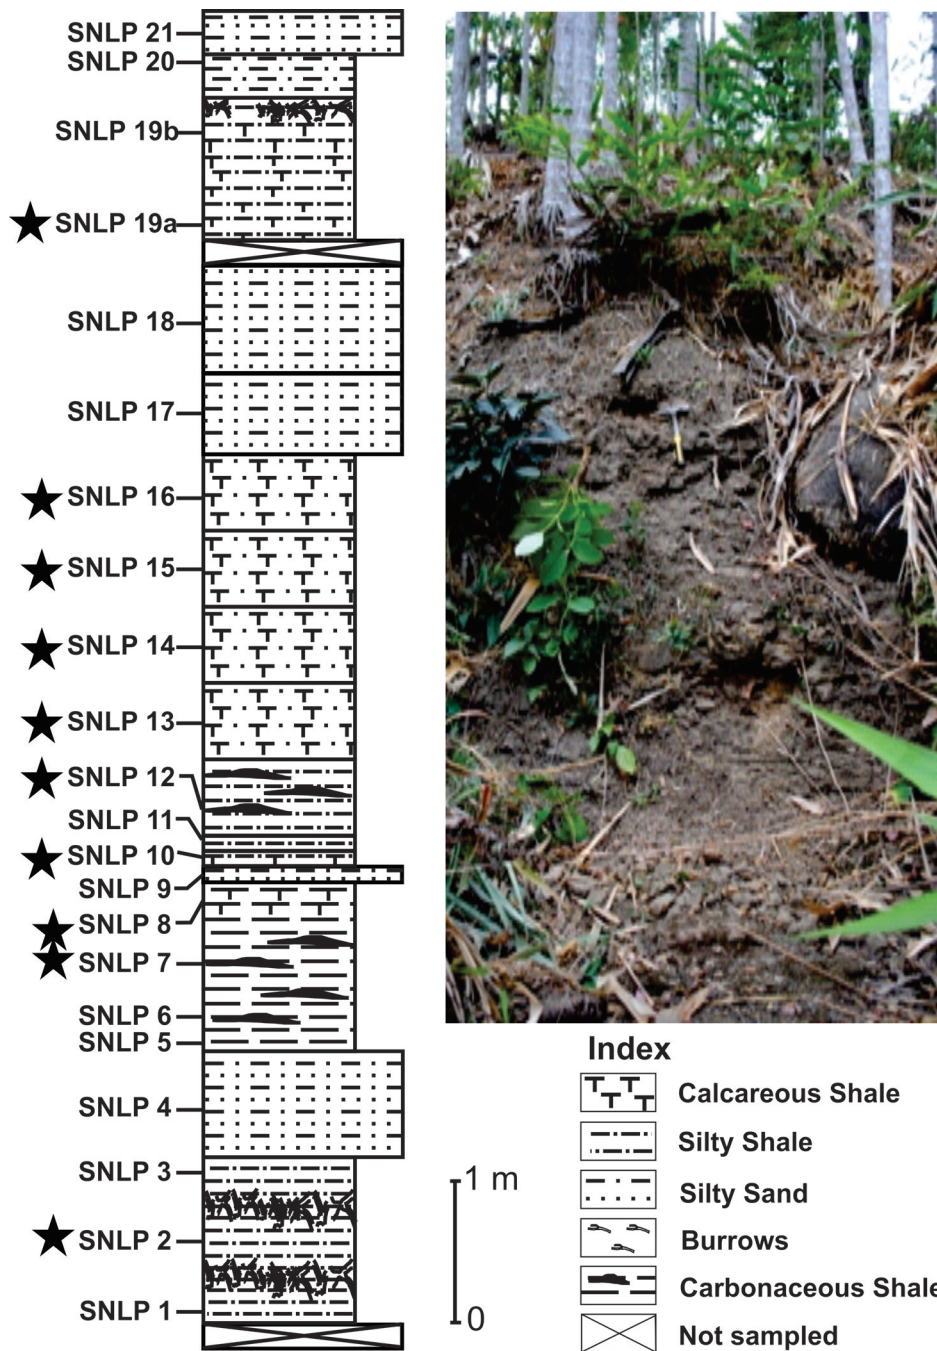 SNLP 21
SNLP 20
SNLP 19b
SNLP 19a
SNLP 18
SNLP 17
SNLP 16
SNLP 15
SNLP 14
SNLP 13
SNLP 12
SNLP 11
SNLP 10
SNLP 9
SNLP 8
SNLP 7
SNLP 6
SNLP 5
SNLP 4
SNLP 3
SNLP 2
SNLP 1
1 m
0
Index
Calcareous Shale
Silty Shale
Silty Sand
Burrows
Carbonaceous Shale
Not sampled